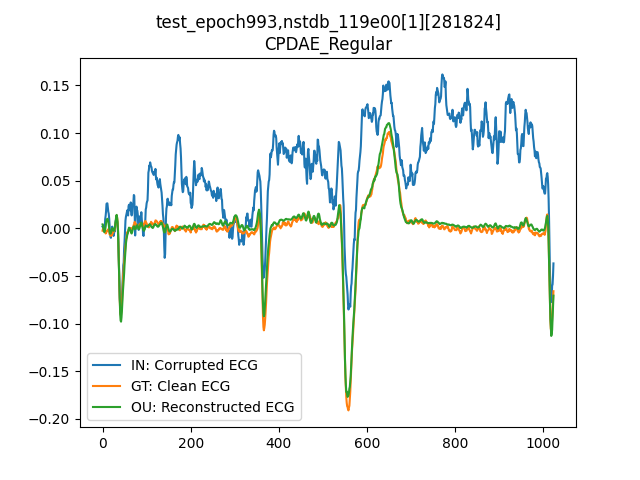 test_epoch993,nstdb_119e00[1][281824]
CPDAE_Regular
0.15
0.10
0.05
0.00
−0.05
−0.10
−0.15
−0.20
IN: Corrupted ECG
GT: Clean ECG
OU: Reconstructed ECG
0 200 400 600 800 1000